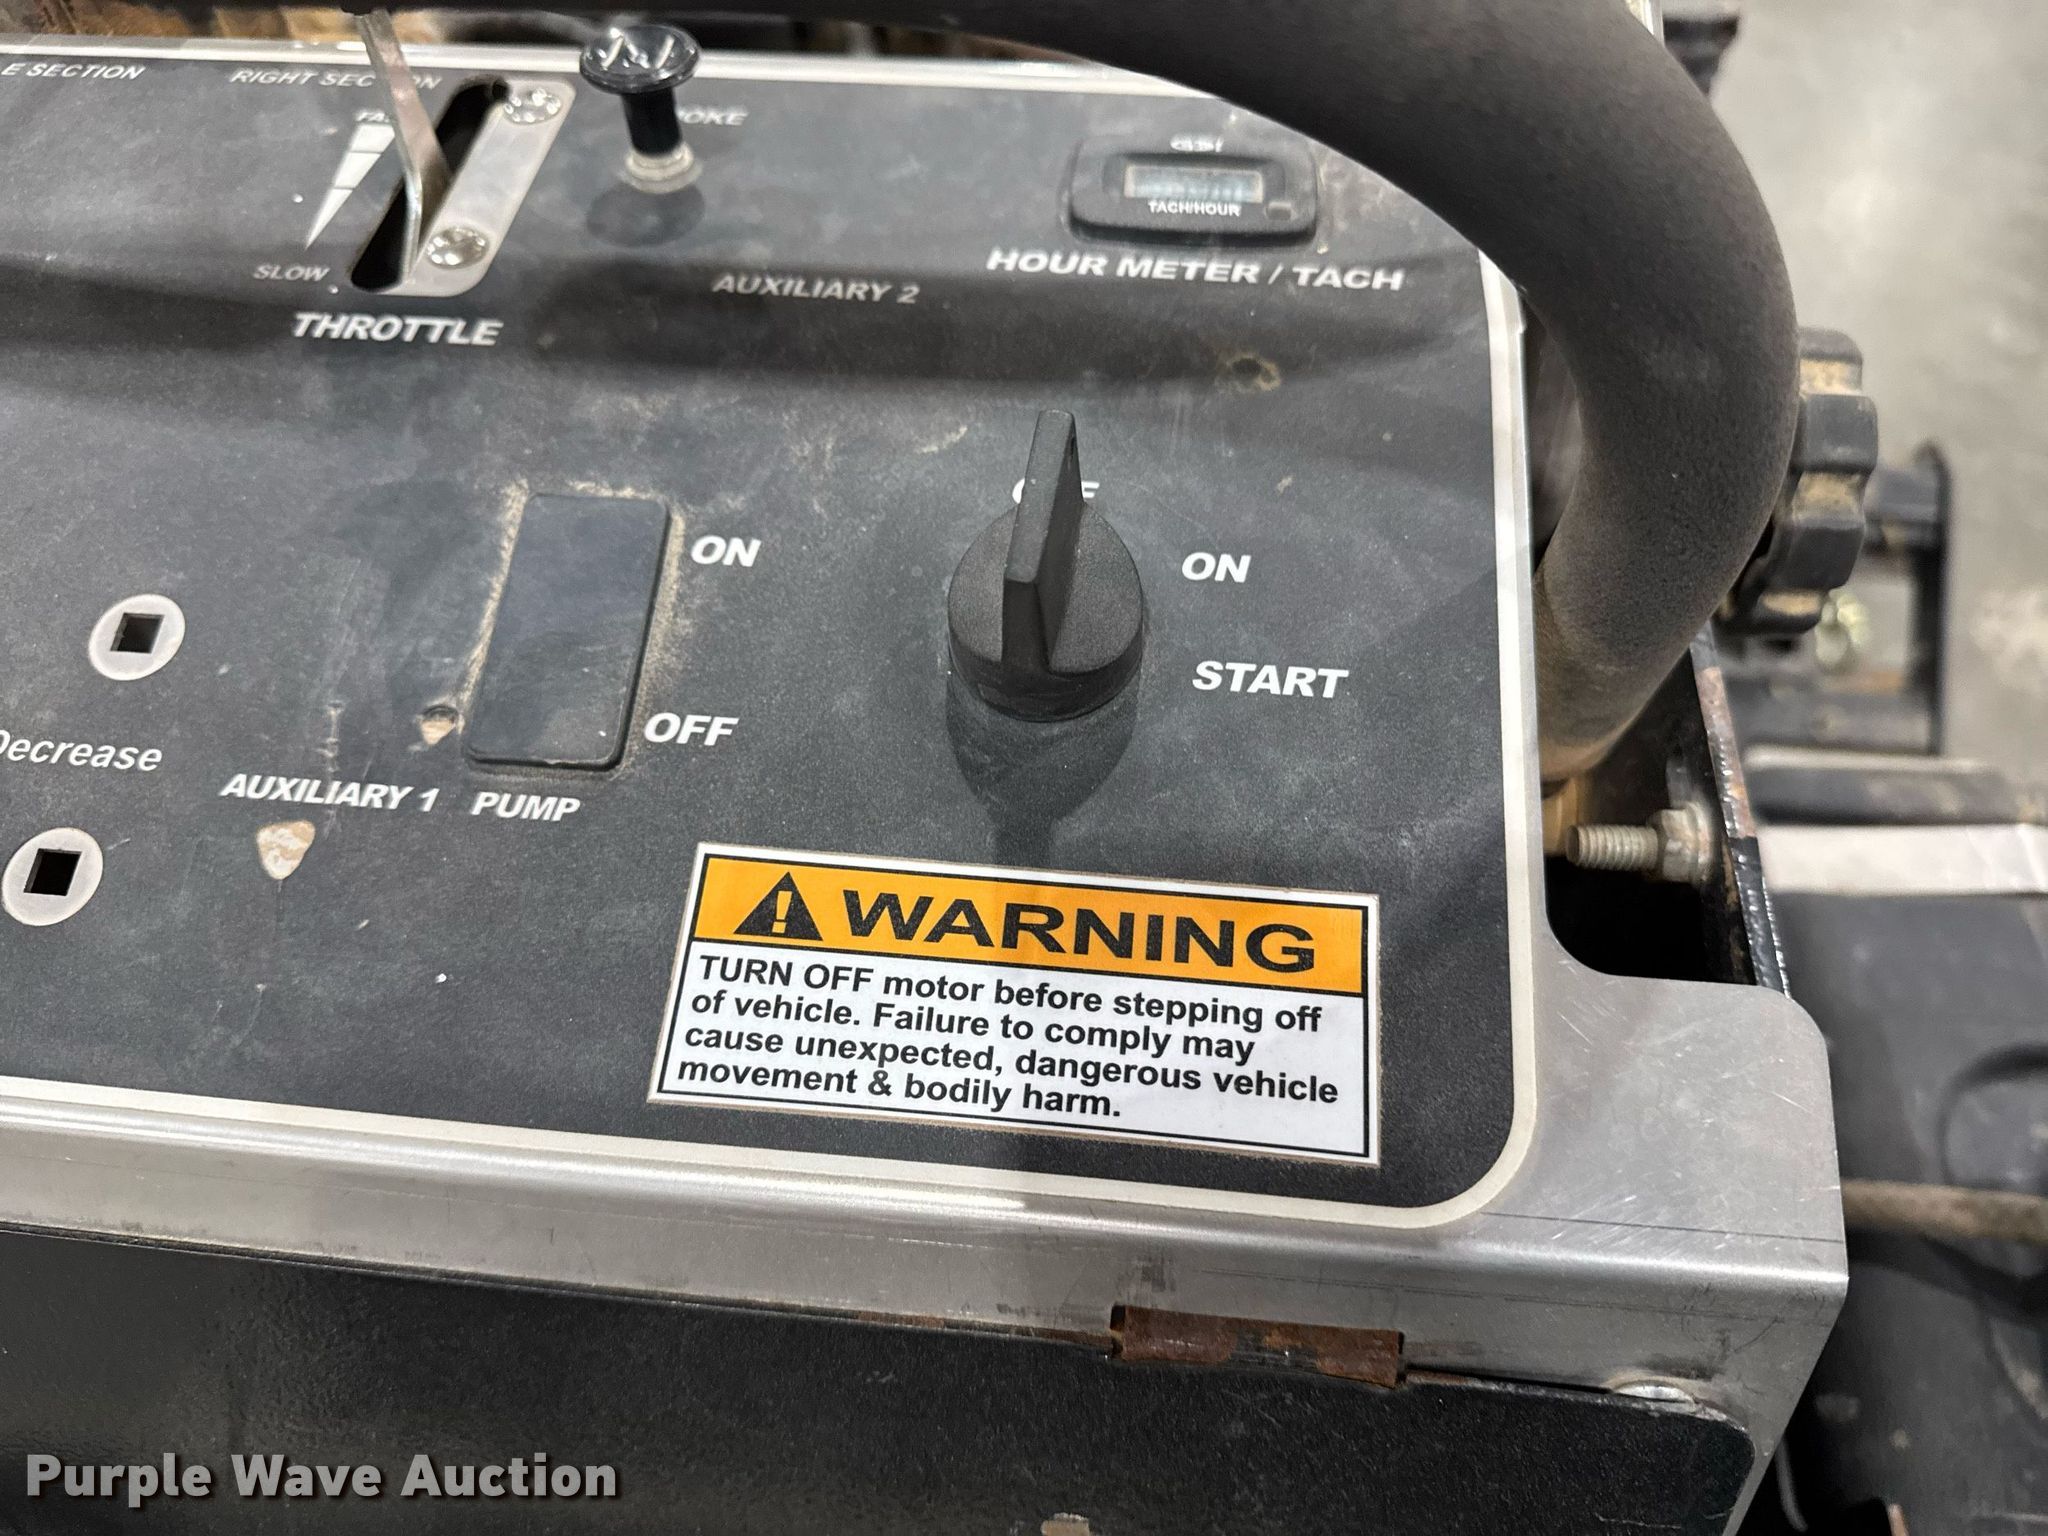 E SECTION
RIGHT SECTION
SLOW
THROTTLE
AUXILIARY 2
TACH/HOUR
HOUR METER / TACH
ON
OFF
ON
START
Decrease
AUXILIARY 1
PUMP
WARNING
TURN OFF motor before stepping off
of vehicle. Failure to comply may
cause unexpected, dangerous vehicle
movement & bodily harm.
Purple Wave Auction